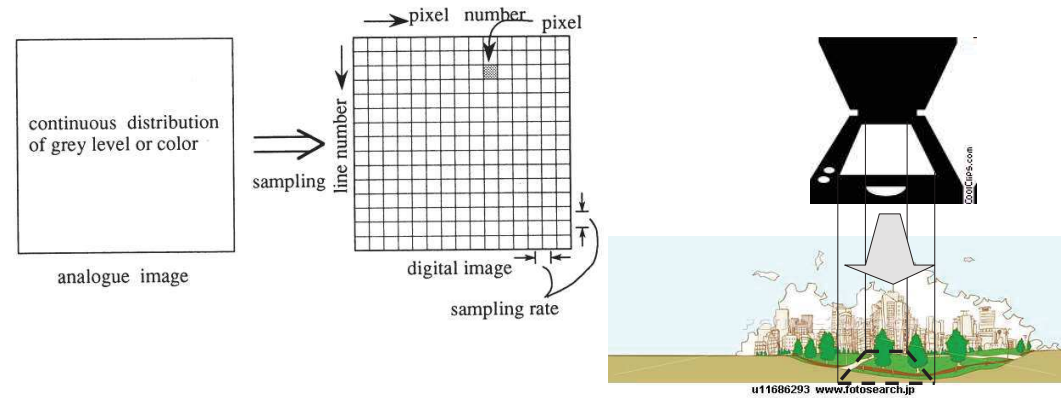 continuous distribution
of grey level or color
analogue image
sampling
pixel number
pixel
line number
digital image
sampling rate
CoolClips.com
u11686293 www.fotosearch.jp